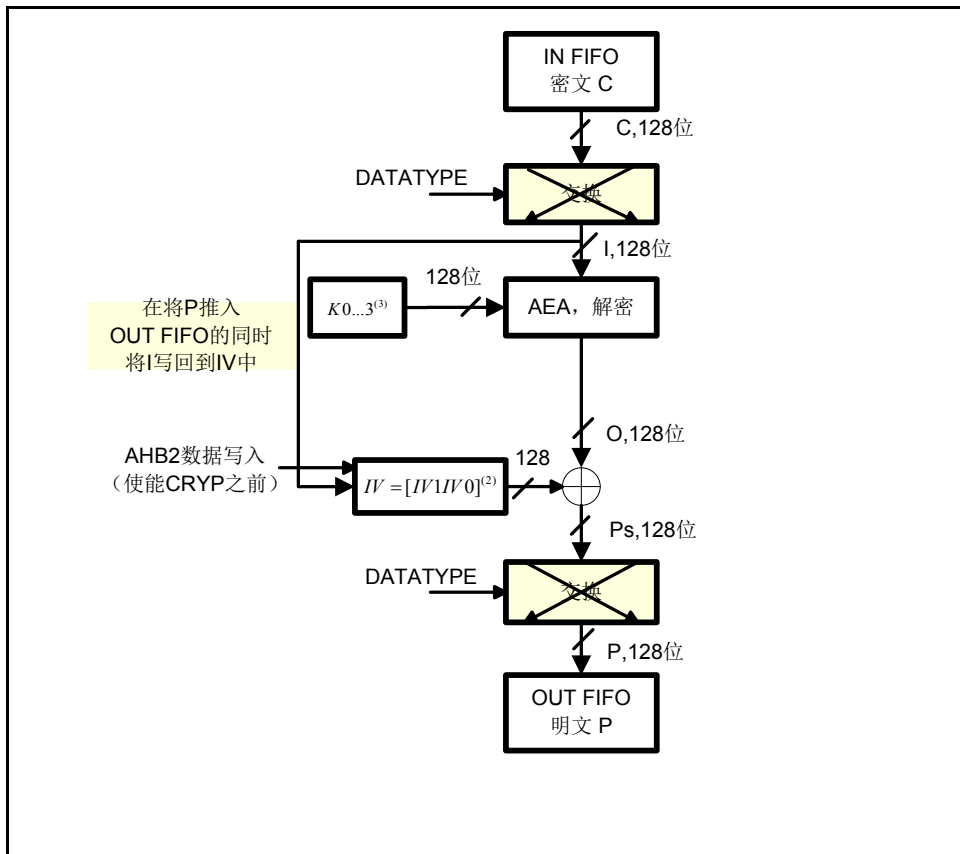 IN FIFO
密文 C
C,128位
DATATYPE
交换
I,128位
128位
K0...3(3)
AEA，解密
在将P推入
OUT FIFO的同时
将I写回到IV中
O,128位
AHB2数据写入
（使能CRYP之前）
IV=[IV1IV0](2)
128
Ps,128位
DATATYPE
交换
P,128位
OUT FIFO
明文 P